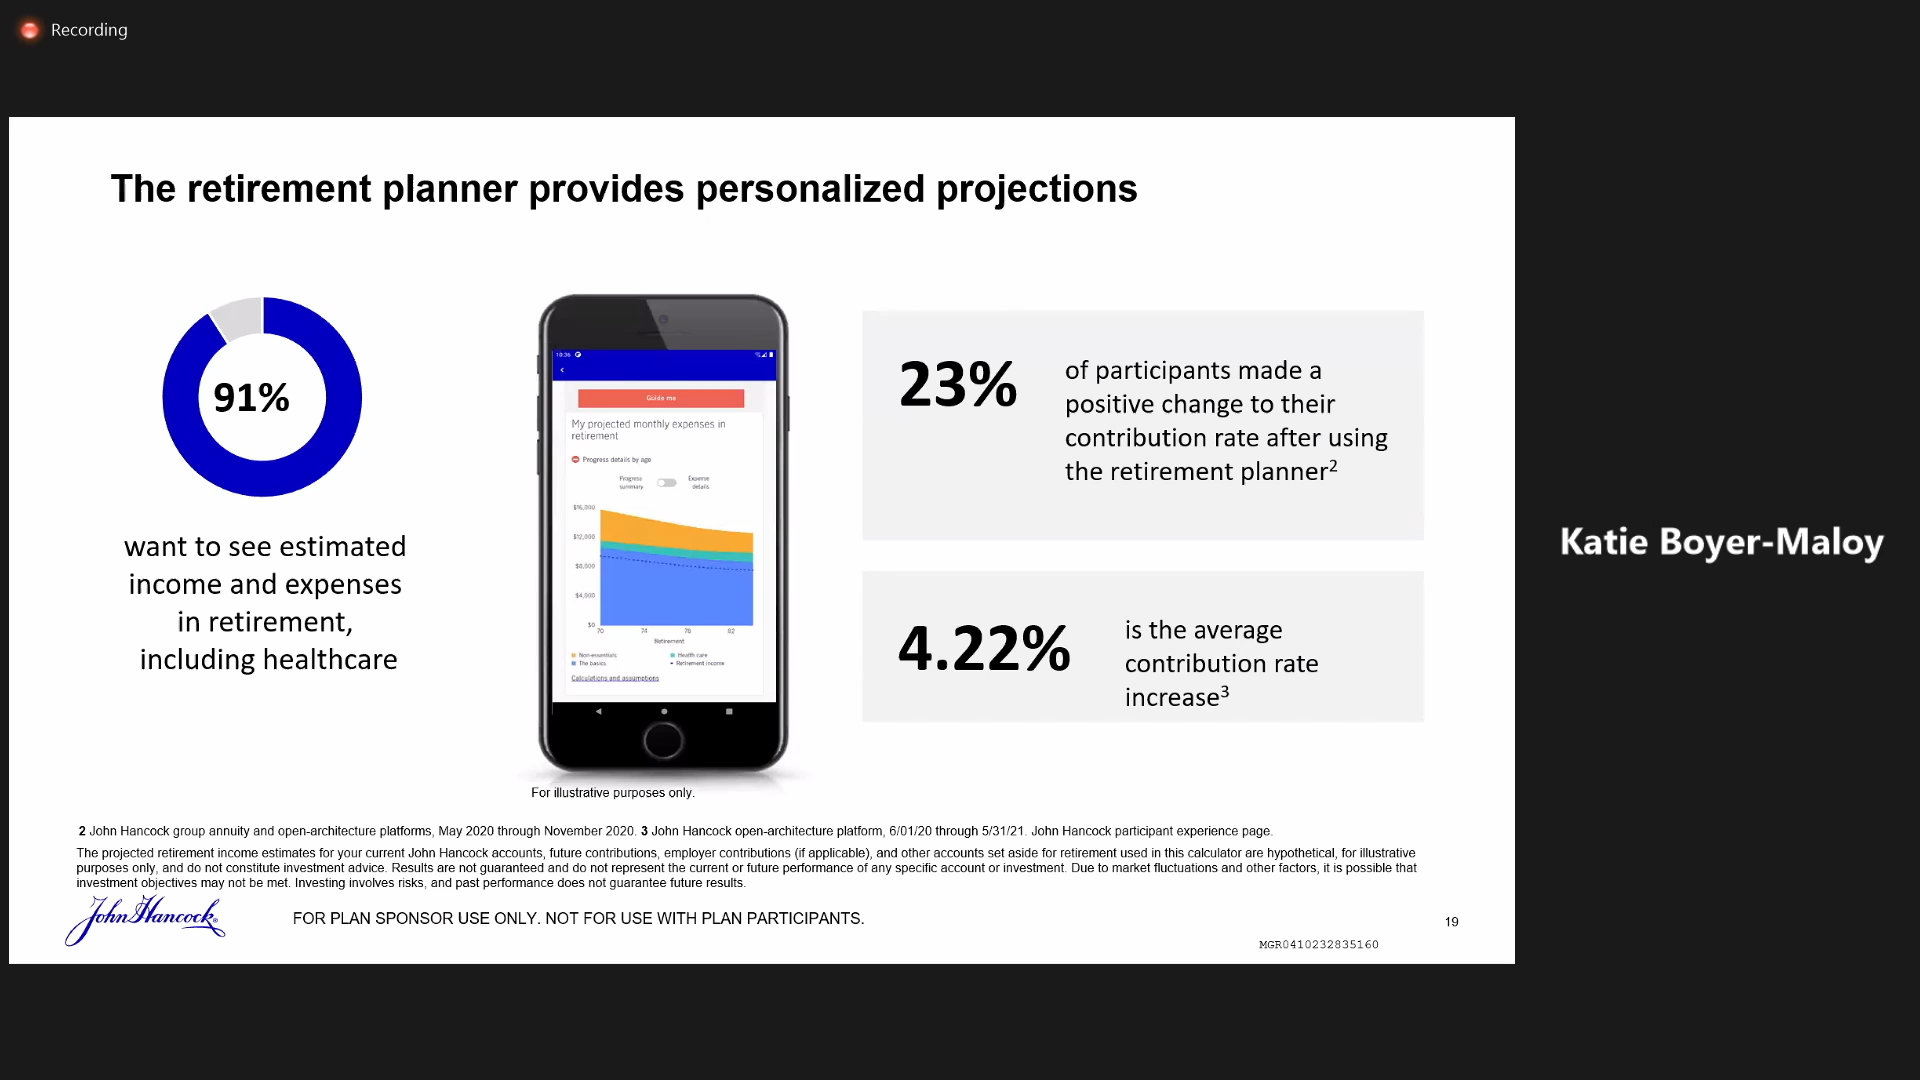 Recording
The retirement planner provides personalized projections
91%
want to see estimated
income and expenses
in retirement,
including healthcare
10:36
Guide me
My projected monthly expenses in
retirement
Progress details by age
Progress
summary
Expense
details
$16,000
$12,000
$8,000
$4,000
$0
70 74 78 82
Retirement
Non-essentials Health care
The basics Retirement income
Calculations and assumptions
For illustrative purposes only.
23%
of participants made a
positive change to their
contribution rate after using
the retirement planner2
4.22%
is the average
contribution rate
increase3
Katie Boyer-Maloy
2 John Hancock group annuity and open-architecture platforms, May 2020 through November 2020. 3 John Hancock open-architecture platform, 6/01/20 through 5/31/21. John Hancock participant experience page.
The projected retirement income estimates for your current John Hancock accounts, future contributions, employer contributions (if applicable), and other accounts set aside for retirement used in this calculator are hypothetical, for illustrative
purposes only, and do not constitute investment advice. Results are not guaranteed and do not represent the current or future performance of any specific account or investment. Due to market fluctuations and other factors, it is possible that
investment objectives may not be met. Investing involves risks, and past performance does not guarantee future results.
John Hancock®
FOR PLAN SPONSOR USE ONLY. NOT FOR USE WITH PLAN PARTICIPANTS.
19
MGR0410232835160